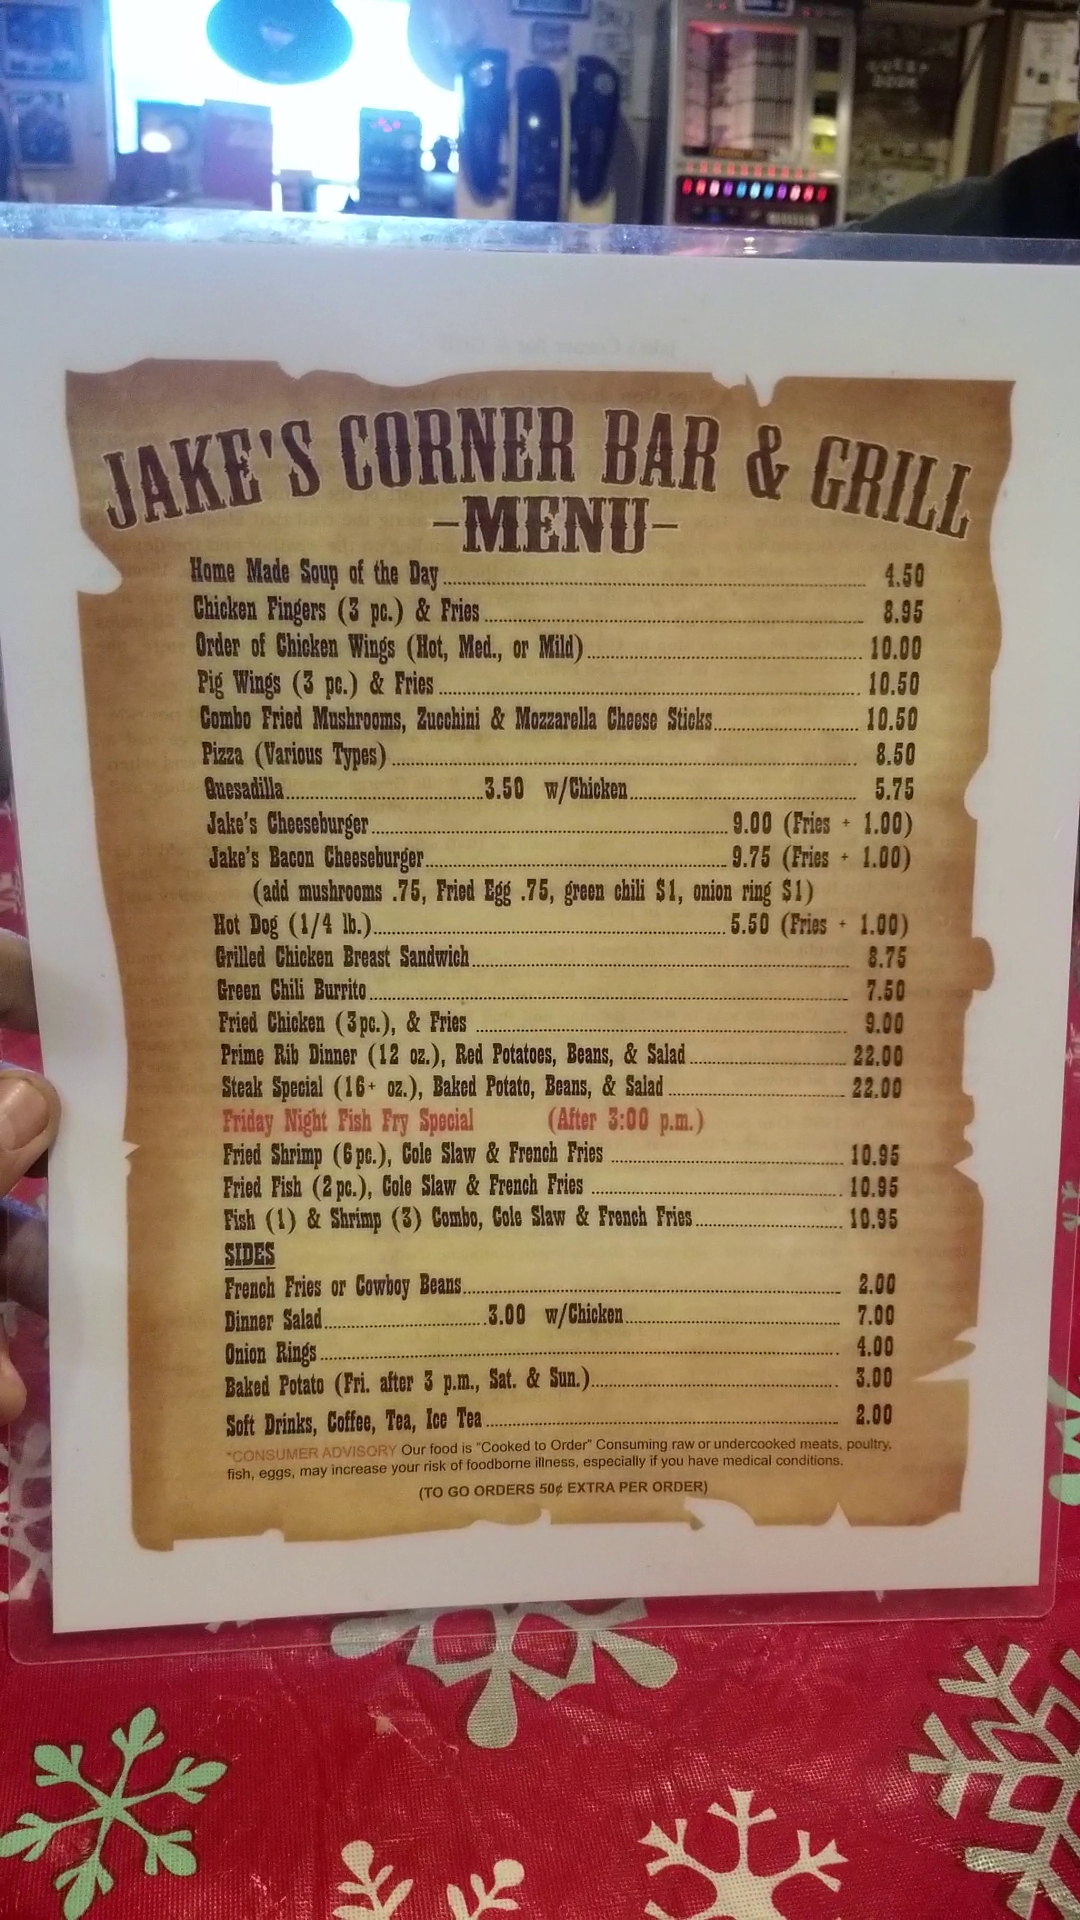 GUEST BOOK
JAKE'S CORNER BAR & GRILL
-MENU-
Home Made Soup of the Day 4.50
Chicken Fingers (3 pc.) & Fries 8.95
Order of Chicken Wings (Hot, Med., or Mild) 10.00
Pig Wings (3 pc.) & Fries 10.50
Combo Fried Mushrooms, Zucchini & Mozzarella Cheese Sticks 10.50
Pizza (Various Types) 8.50
Quesadilla 3.50 w/Chicken 5.75
Jake's Cheeseburger 9.00 (Fries + 1.00)
Jake's Bacon Cheeseburger 9.75 (Fries + 1.00)
(add mushrooms .75, Fried Egg .75, green chili $1, onion ring $1)
Hot Dog (1/4 lb.) 5.50 (Fries + 1.00)
Grilled Chicken Breast Sandwich 8.75
Green Chili Burrito 7.50
Fried Chicken (3pc.), & Fries 9.00
Prime Rib Dinner (12 oz.), Red Potatoes, Beans, & Salad 22.00
Steak Special (16+ oz.), Baked Potato, Beans, & Salad 22.00
Friday Night Fish Fry Special (After 3:00 p.m.)
Fried Shrimp (6pc.), Cole Slaw & French Fries 10.95
Fried Fish (2pc.), Cole Slaw & French Fries 10.95
Fish (1) & Shrimp (3) Combo, Cole Slaw & French Fries 10.95
SIDES
French Fries or Cowboy Beans 2.00
Dinner Salad 3.00 w/Chicken 7.00
Onion Rings 4.00
Baked Potato (Fri. after 3 p.m., Sat. & Sun.) 3.00
Soft Drinks, Coffee, Tea, Ice Tea 2.00
*CONSUMER ADVISORY Our food is "Cooked to Order" Consuming raw or undercooked meats, poultry,
fish, eggs, may increase your risk of foodborne illness, especially if you have medical conditions.
(TO GO ORDERS 50¢ EXTRA PER ORDER)